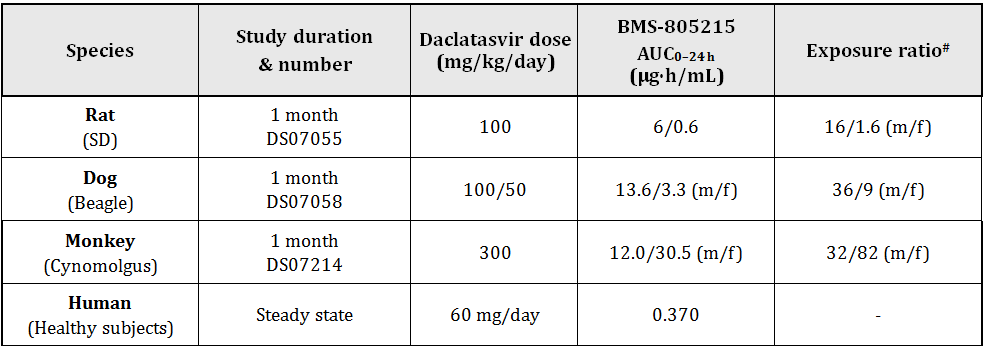 Species
Study duration
& number
Daclatasvir dose
(mg/kg/day)
BMS-805215
AUC0–24 h
(µg·h/mL)
Exposure ratio#
Rat
(SD)
1 month
DS07055
100
6/0.6
16/1.6 (m/f)
Dog
(Beagle)
1 month
DS07058
100/50
13.6/3.3 (m/f)
36/9 (m/f)
Monkey
(Cynomolgus)
1 month
DS07214
300
12.0/30.5 (m/f)
32/82 (m/f)
Human
(Healthy subjects)
Steady state
60 mg/day
0.370
-